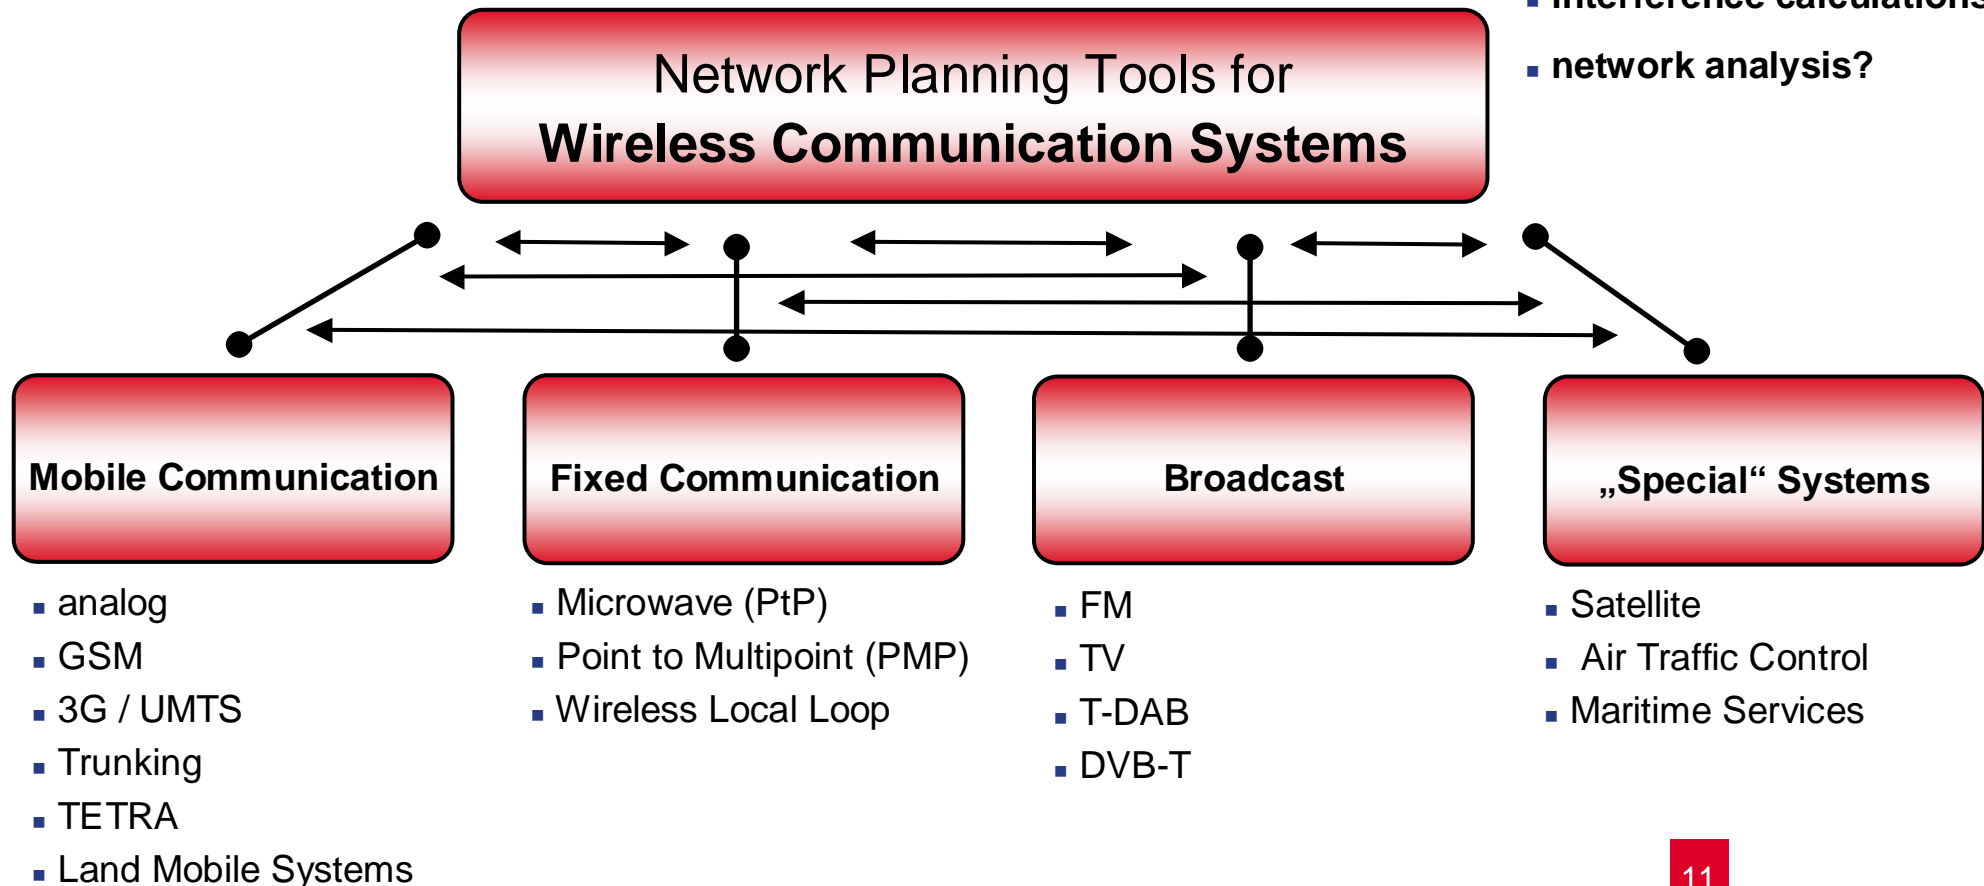 interference calculations
network analysis?
Network Planning Tools for
Wireless Communication Systems
Mobile Communication
Fixed Communication
Broadcast
„Special“ Systems
analog
GSM
3G / UMTS
Trunking
TETRA
Land Mobile Systems
Microwave (PtP)
Point to Multipoint (PMP)
Wireless Local Loop
FM
TV
T-DAB
DVB-T
Satellite
Air Traffic Control
Maritime Services
11